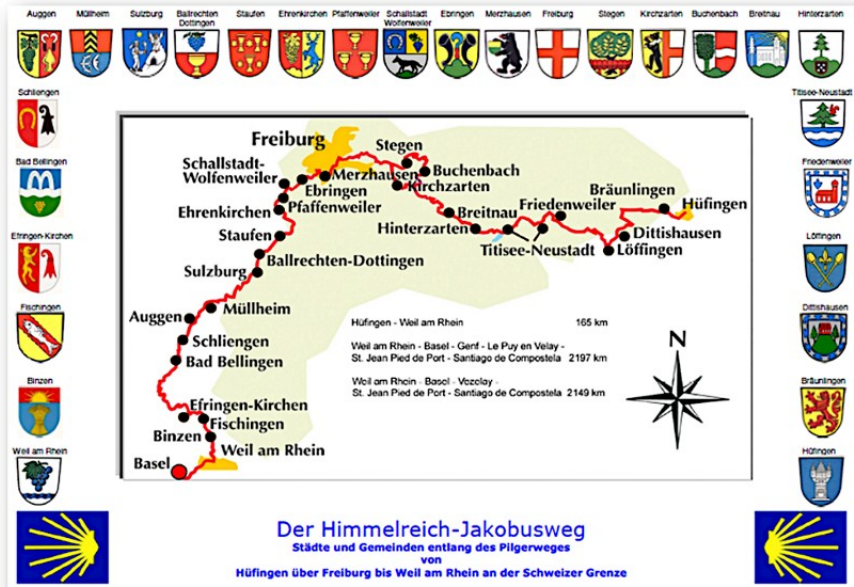 Auggen
Müllheim
Sulzburg
Ballrechten
Dottingen
Staufen
Ehrenkirchen
Pfaffenweiler
Schallstadt
Wolfenweiler
Ebringen
Merzhausen
Freiburg
Stegen
Kirchzarten
Buchenbach
Breitnau
Hinterzarten
Schliengen
Bad Bellingen
Efringen-Kirchen
Fischingen
Binzen
Weil am Rhein
Titisee-Neustadt
Friedenweiler
Löffingen
Dittishausen
Bräunlingen
Hüfingen
Freiburg
Stegen
Schallstadt-
Wolfenweiler
Merzhausen
Buchenbach
Ebringen
Kirchzarten
Pfaffenweiler
Ehrenkirchen
Breitnau
Friedenweiler
Bräunlingen
Hüfingen
Staufen
Hinterzarten
Dittishausen
Titisee-Neustadt
Löffingen
Ballrechten-Dottingen
Sulzburg
Müllheim
Auggen
Schliengen
Bad Bellingen
Efringen-Kirchen
Fischingen
Binzen
Weil am Rhein
Basel
Hüfingen - Weil am Rhein 165 km
Weil am Rhein - Basel - Genf - Le Puy en Velay -
St. Jean Pied de Port - Santiago de Compostela 2197 km
Weil am Rhein - Basel - Vezelay -
St. Jean Pied de Port - Santiago de Compostela 2149 km
N
Der Himmelreich-Jakobusweg
Städte und Gemeinden entlang des Pilgerweges
von
Hüfingen über Freiburg bis Weil am Rhein an der Schweizer Grenze